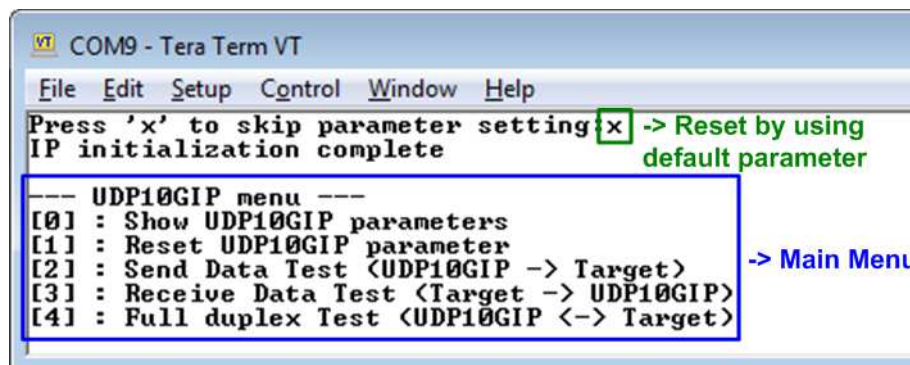 COM9 - Tera Term VT
File Edit Setup Control Window Help
Press 'x' to skip parameter setting:x -> Reset by using
IP initialization complete default parameter
--- UDP10GIP menu ---
[0] : Show UDP10GIP parameters
[1] : Reset UDP10GIP parameter
[2] : Send Data Test (UDP10GIP -> Target) -> Main Menu
[3] : Receive Data Test (Target -> UDP10GIP)
[4] : Full duplex Test (UDP10GIP <-> Target)